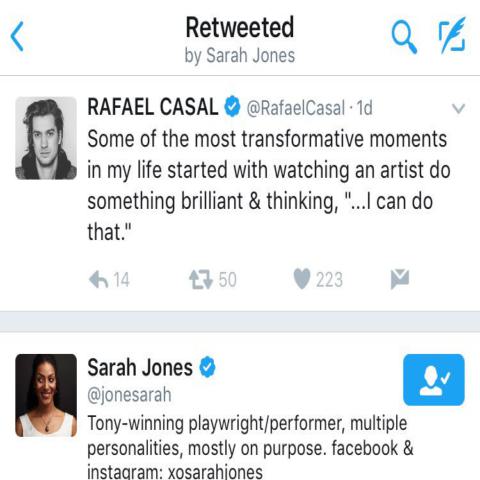 Retweeted
by Sarah Jones
RAFAEL CASAL @RafaelCasal · 1d
Some of the most transformative moments
in my life started with watching an artist do
something brilliant & thinking, "...I can do
that."
14 50 223
Sarah Jones
@jonesarah
Tony-winning playwright/performer, multiple
personalities, mostly on purpose. facebook &
instagram: xosarahjones